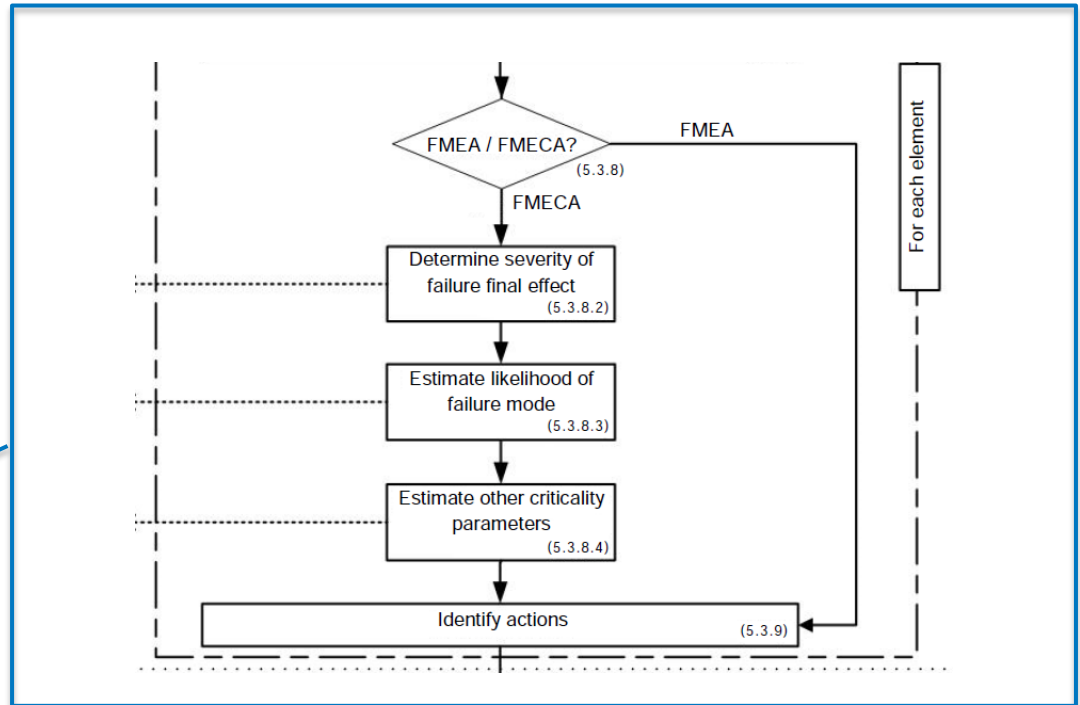 FMEA
FMEA / FMECA?
(5.3.8)
FMECA
For each element
Determine severity of
failure final effect
(5.3.8.2)
Estimate likelihood of
failure mode
(5.3.8.3)
Estimate other criticality
parameters
(5.3.8.4)
Identify actions
(5.3.9)